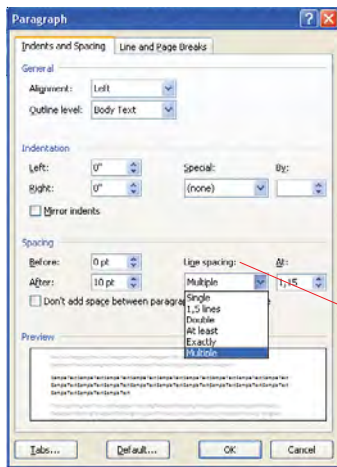 Paragraph
Indents and Spacing Line and Page Breaks
General
Alignment: Left
Outline level: Body Text
Indentation
Left: 0" Special: By:
Right: 0" (none)
Mirror indents
Spacing
Before: 0 pt Line spacing: At:
After: 10 pt Multiple 1,15
Don't add space between paragra
Single
1,5 lines
Double
At least
Exactly
Multiple
Preview
SampleTextSampleTextSampleTextSampleTextSampleTextSampleTextSampleTextSampleText
SampleTextSampleTextSampleTextSampleTextSampleTextSampleTextSampleTextSampleText
SampleTextSampleTextSampleText
Tabs... Default... OK Cancel